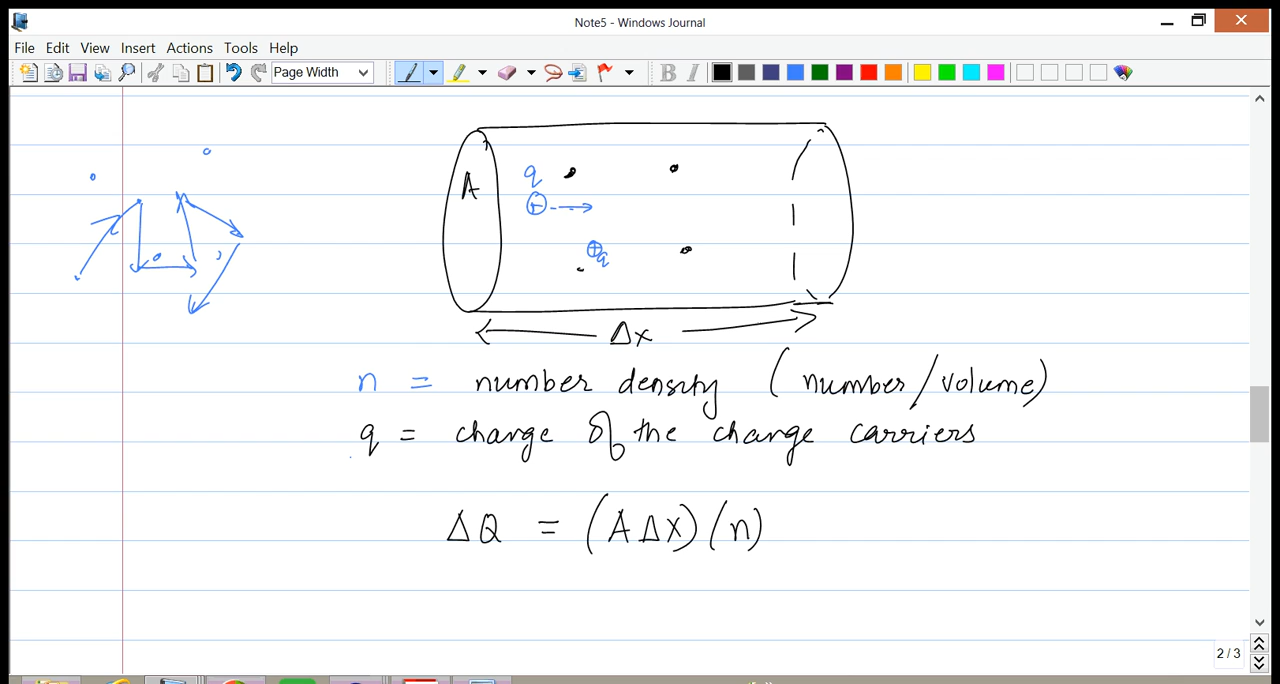 Note5 - Windows Journal
File Edit View Insert Actions Tools Help
Page Width
B I
A
q
q
Δx
n = number density (number/volume)
q = charge of the charge carriers
ΔQ = (AΔx)(n)
2 / 3